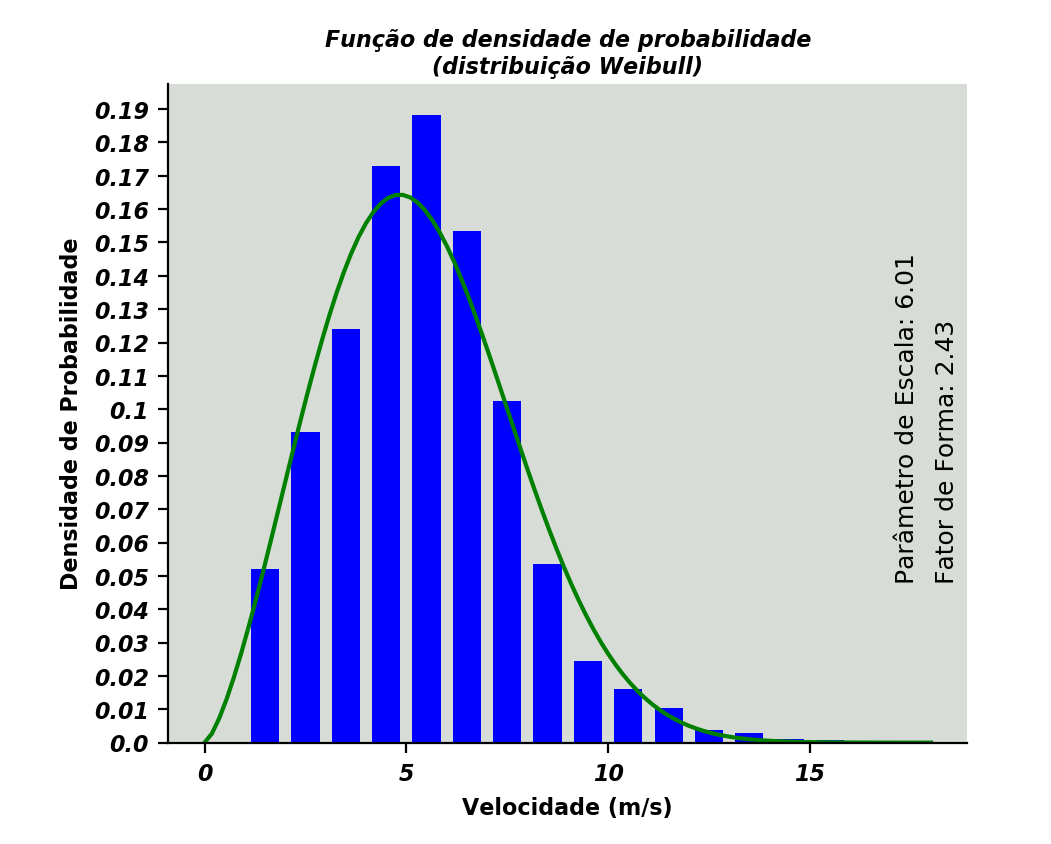 Função de densidade de probabilidade
(distribuição Weibull)
Densidade de Probabilidade
0.19
0.18
0.17
0.16
0.15
0.14
0.13
0.12
0.11
0.1
0.09
0.08
0.07
0.06
0.05
0.04
0.03
0.02
0.01
0.0
Parâmetro de Escala: 6.01
Fator de Forma: 2.43
0 5 10 15
Velocidade (m/s)